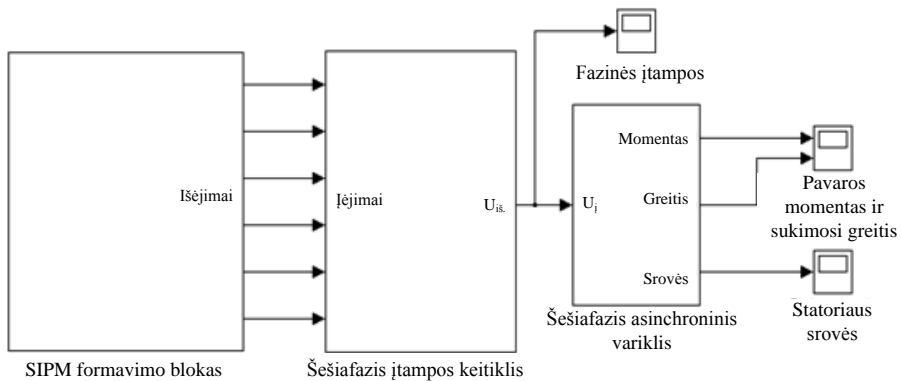 Fazinės įtampos
Momentas
Išėjimai
Įėjimai
Uiš.
Uį
Greitis
Pavaros
momentas ir
sukimosi greitis
Srovės
Šešiafazis asinchroninis
variklis
Statoriaus
srovės
SIPM formavimo blokas
Šešiafazis įtampos keitiklis